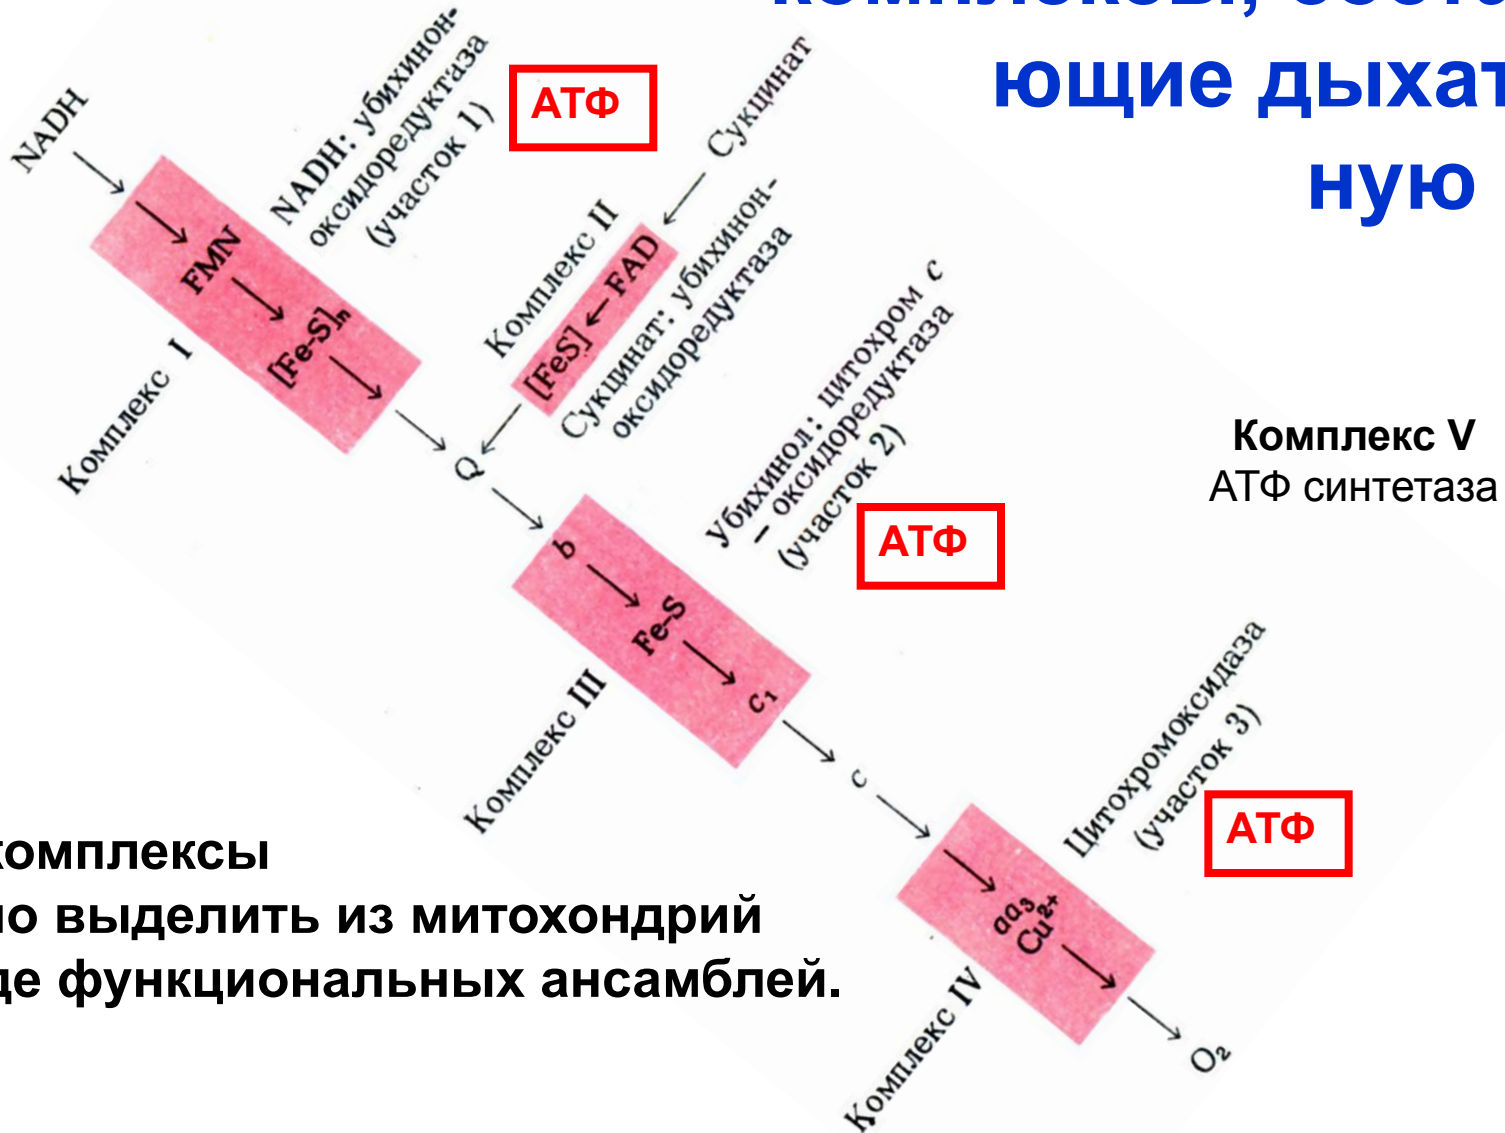 ющие дыхат
ную
NADH
FMN
[Fe-S]n
Комплекс I
NADH: убихинон-
оксидоредуктаза
(участок 1)
АТФ
Сукцинат
Комплекс II
[FeS] ← FAD
Сукцинат: убихинон-
оксидоредуктаза
Q
Убихинол: цитохром c
– оксидоредуктаза
(участок 2)
АТФ
b
Fe-S
c₁
Комплекс III
c
Комплекс V
АТФ синтетаза
Цитохромоксидаза
(участок 3)
АТФ
aa₃
Cu²⁺
Комплекс IV
O₂
комплексы
но выделить из митохондрий
де функциональных ансамблей.